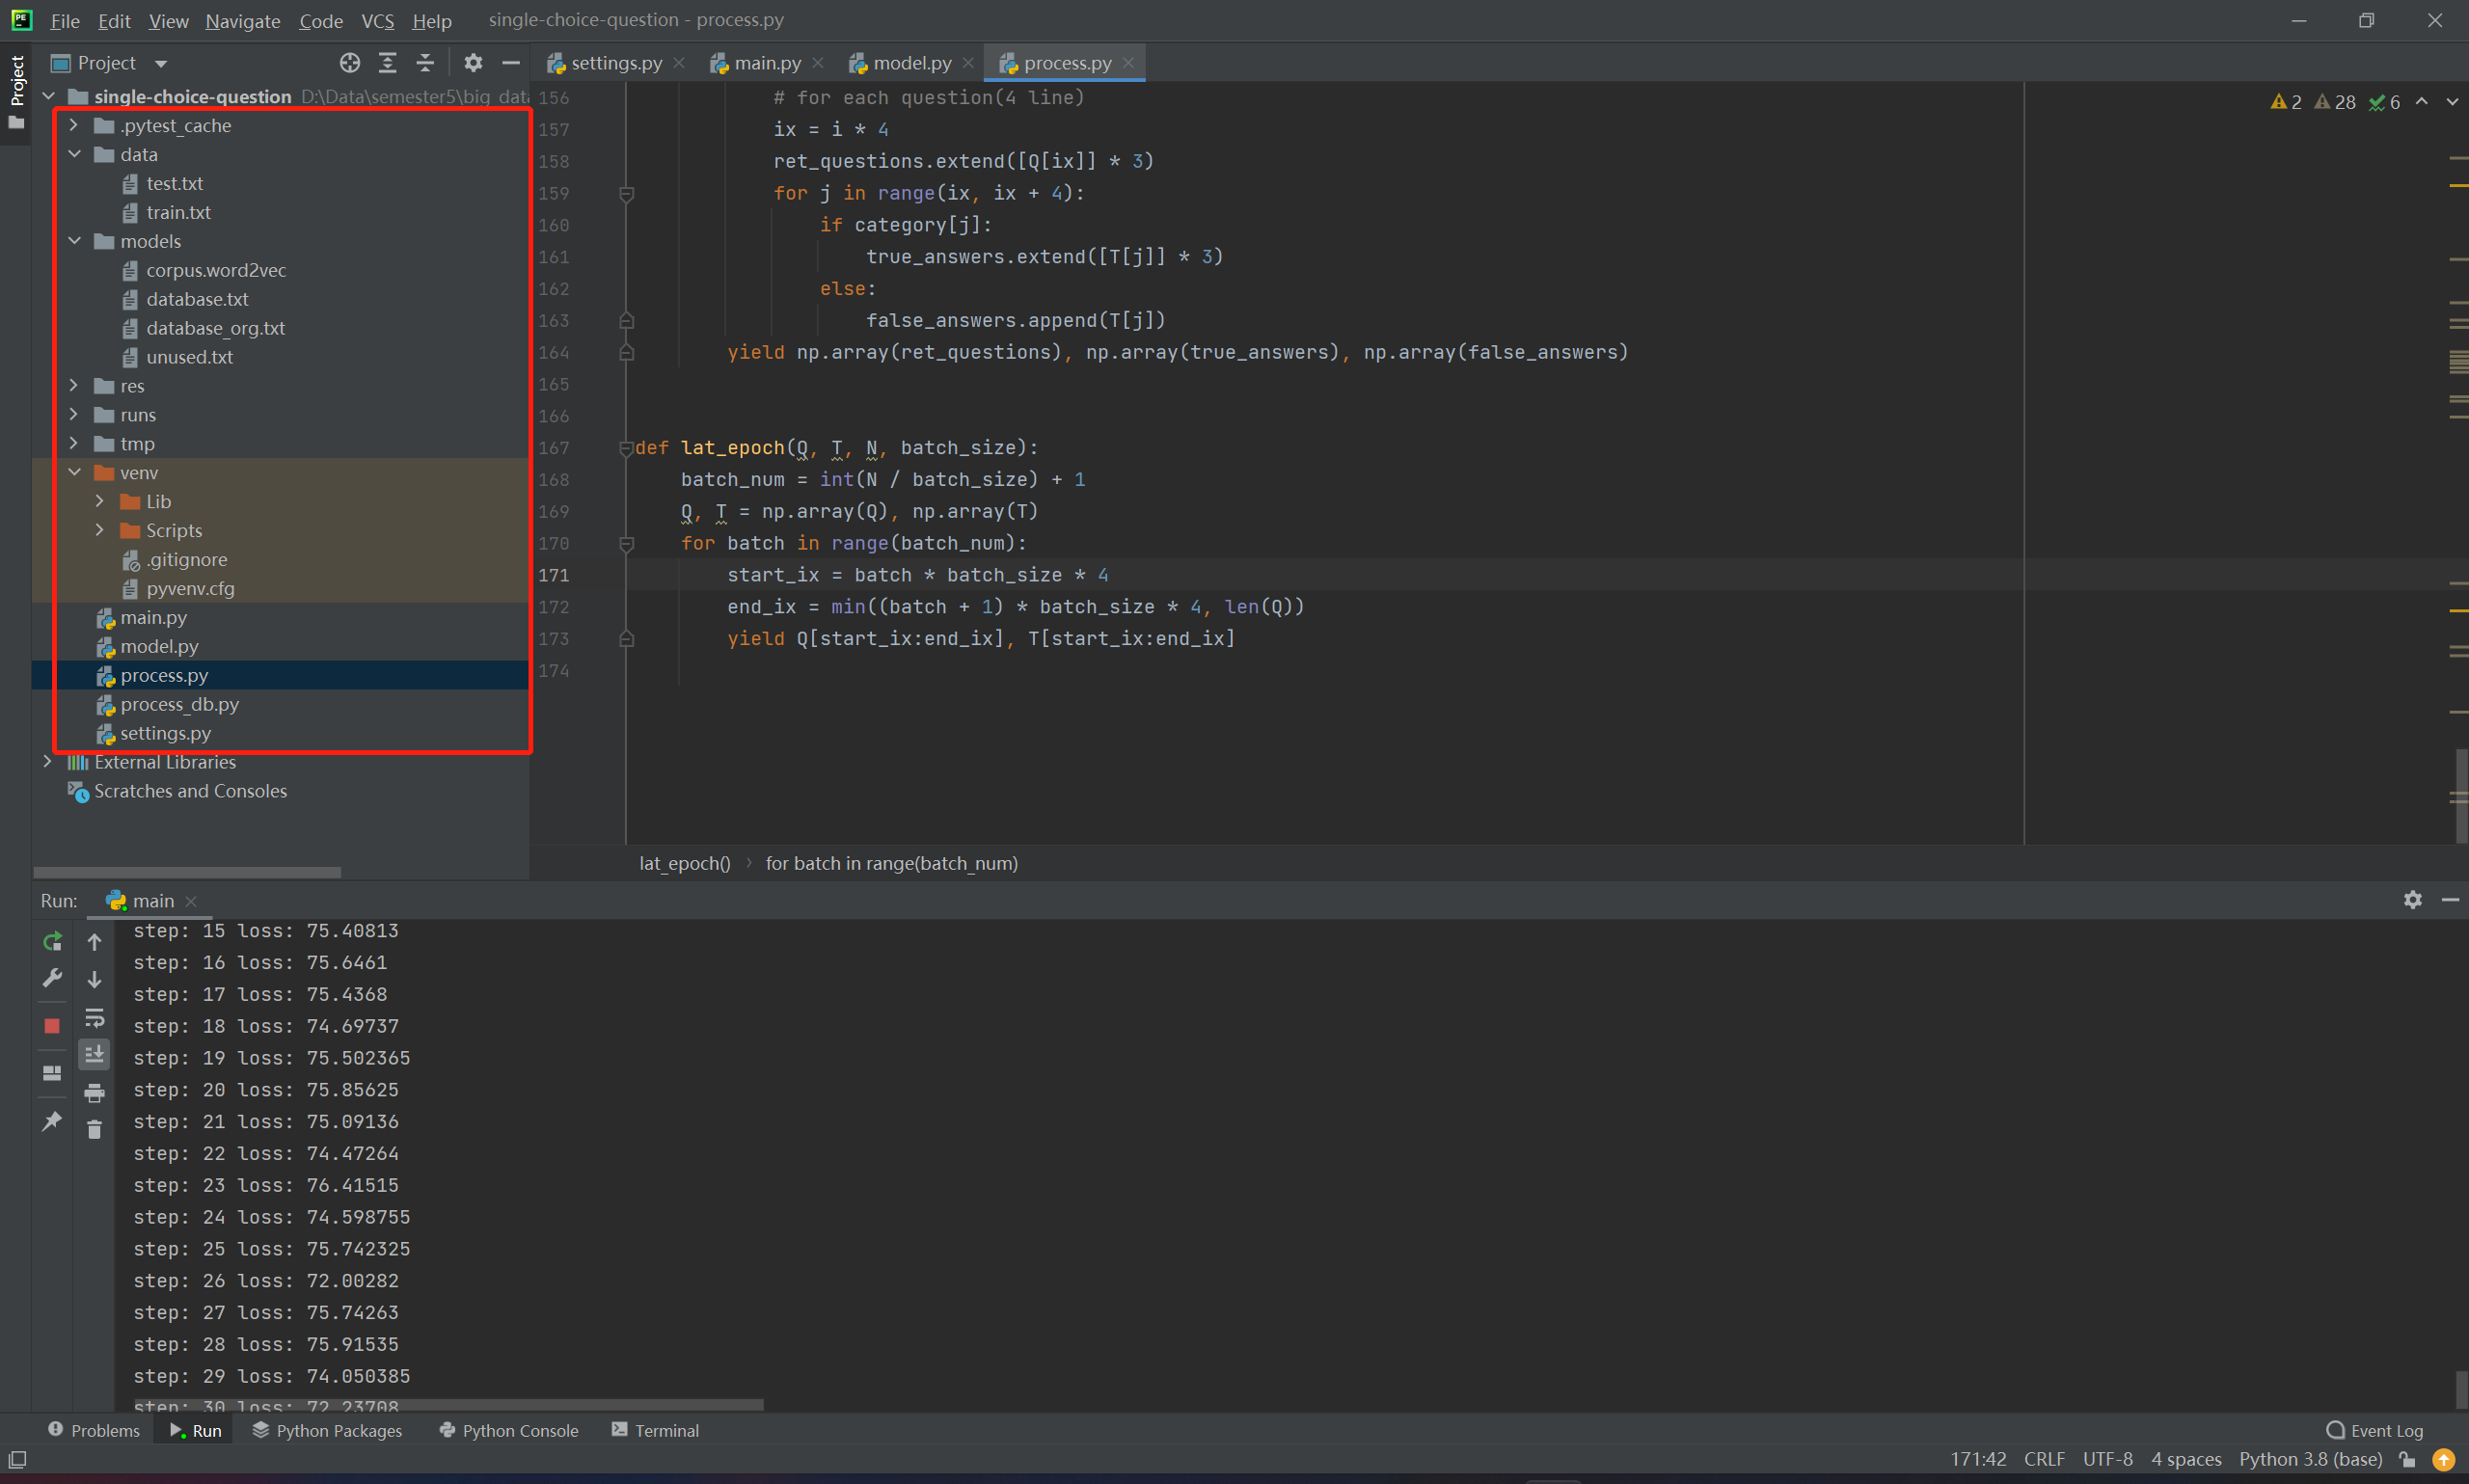 File Edit View Navigate Code VCS Help single-choice-question - process.py
Project
Project
settings.py
main.py
model.py
process.py
single-choice-question D:\Data\semester5\big_dat
.pytest_cache
data
test.txt
train.txt
models
corpus.word2vec
database.txt
database_org.txt
unused.txt
res
runs
tmp
venv
Lib
Scripts
.gitignore
pyvenv.cfg
main.py
model.py
process.py
process_db.py
settings.py
External Libraries
Scratches and Consoles
2 28 6
156 # for each question(4 line)
157 ix = i * 4
158 ret_questions.extend([Q[ix]] * 3)
159 for j in range(ix, ix + 4):
160 if category[j]:
161 true_answers.extend([T[j]] * 3)
162 else:
163 false_answers.append(T[j])
164 yield np.array(ret_questions), np.array(true_answers), np.array(false_answers)
165
166
167 def lat_epoch(Q, T, N, batch_size):
168 batch_num = int(N / batch_size) + 1
169 Q, T = np.array(Q), np.array(T)
170 for batch in range(batch_num):
171 start_ix = batch * batch_size * 4
172 end_ix = min((batch + 1) * batch_size * 4, len(Q))
173 yield Q[start_ix:end_ix], T[start_ix:end_ix]
174
lat_epoch() › for batch in range(batch_num)
Run: main
step: 15 loss: 75.40813
step: 16 loss: 75.6461
step: 17 loss: 75.4368
step: 18 loss: 74.69737
step: 19 loss: 75.502365
step: 20 loss: 75.85625
step: 21 loss: 75.09136
step: 22 loss: 74.47264
step: 23 loss: 76.41515
step: 24 loss: 74.598755
step: 25 loss: 75.742325
step: 26 loss: 72.00282
step: 27 loss: 75.74263
step: 28 loss: 75.91535
step: 29 loss: 74.050385
step: 30 loss: 72.23708
Problems Run Python Packages Python Console Terminal Event Log
171:42 CRLF UTF-8 4 spaces Python 3.8 (base)